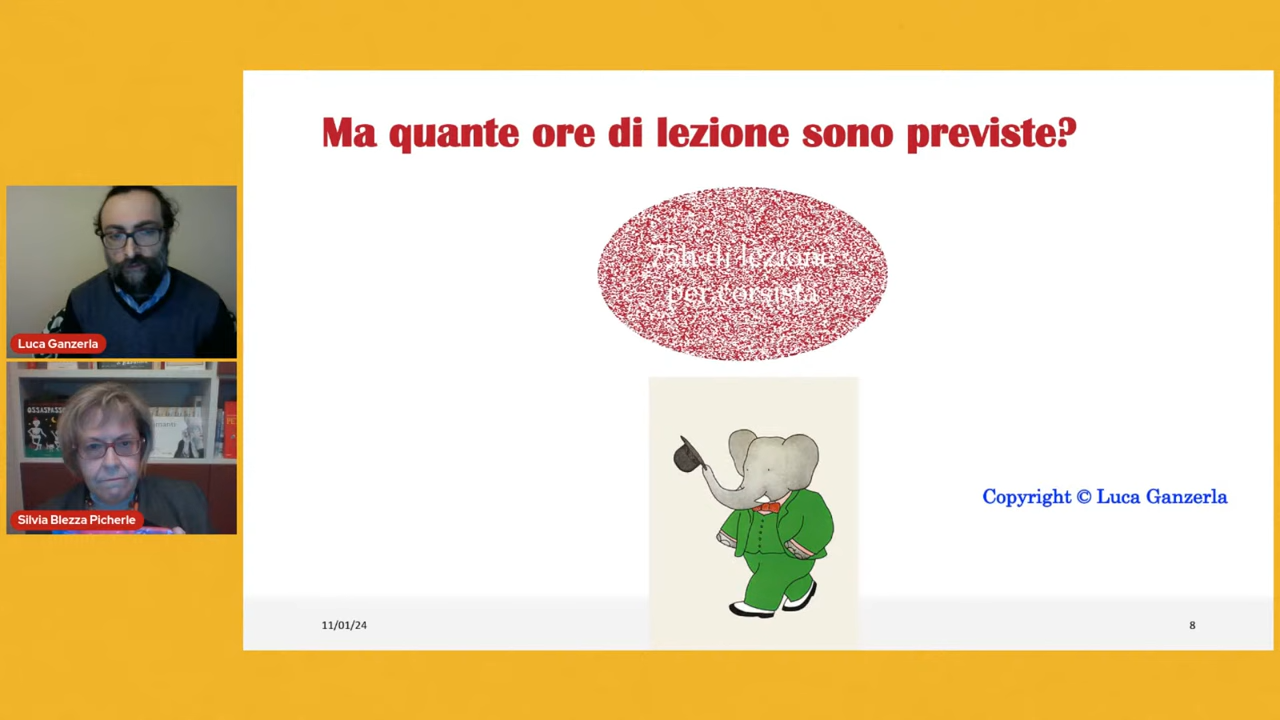 Ma quante ore di lezione sono previste?
75h di lezione
per corsista
Luca Ganzerla
OSSASPASSO
Silvia Blezza Picherle
Copyright © Luca Ganzerla
11/01/24
8